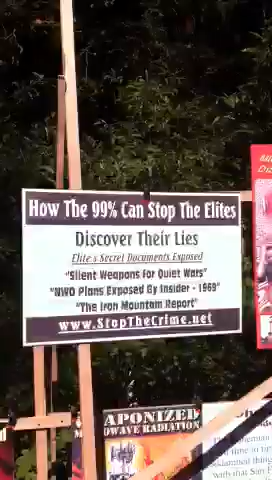 How The 99% Can Stop The Elites
Discover Their Lies
Elite's Secret Documents Exposed
"Silent Weapons for Quiet Wars"
"NWO Plans Exposed By Insider - 1969"
"The Iron Mountain Report"
www.StopTheCrime.net
APONIZED
OWAVE RADIATION